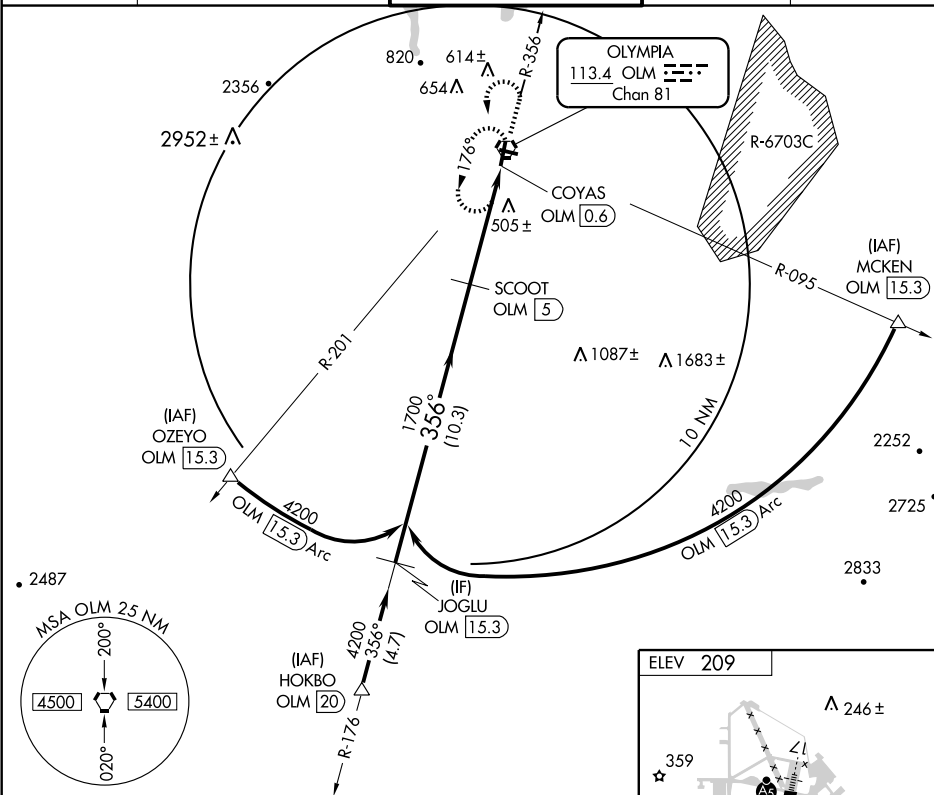 OLYMPIA
113.4 OLM
Chan 81
R-356
820
614±
654
2356
2952±
R-6703C
176°
COYAS
OLM 0.6
505±
R-095
(IAF)
MCKEN
OLM 15.3
SCOOT
OLM 5
R-201
1087±
1683±
1700
356°
(10.3)
10 NM
(IAF)
OZEYO
OLM 15.3
4200
OLM 15.3 Arc
4200
OLM 15.3 Arc
2252
2725
2833
2487
(IF)
JOGLU
OLM 15.3
4200
356°
(4.7)
(IAF)
HOKBO
OLM 20
R-176
MSA OLM 25 NM
200°
4500
5400
020°
ELEV 209
246±
359
17
A5